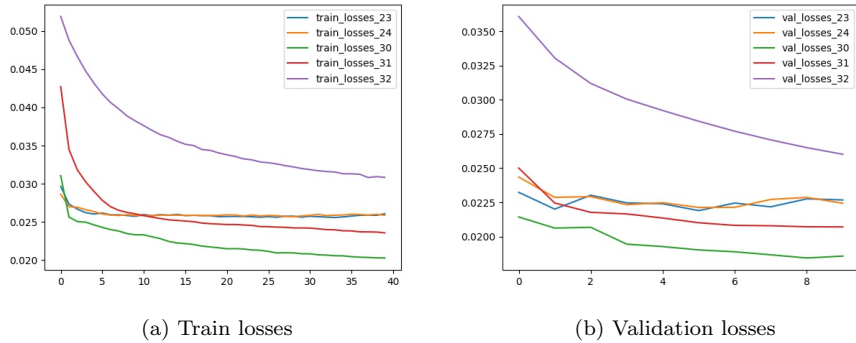 0.050
0.045
0.040
0.035
0.030
0.025
0.020
0 5 10 15 20 25 30 35 40
train_losses_23
train_losses_24
train_losses_30
train_losses_31
train_losses_32
(a) Train losses
0.0350
0.0325
0.0300
0.0275
0.0250
0.0225
0.0200
0 2 4 6 8
val_losses_23
val_losses_24
val_losses_30
val_losses_31
val_losses_32
(b) Validation losses